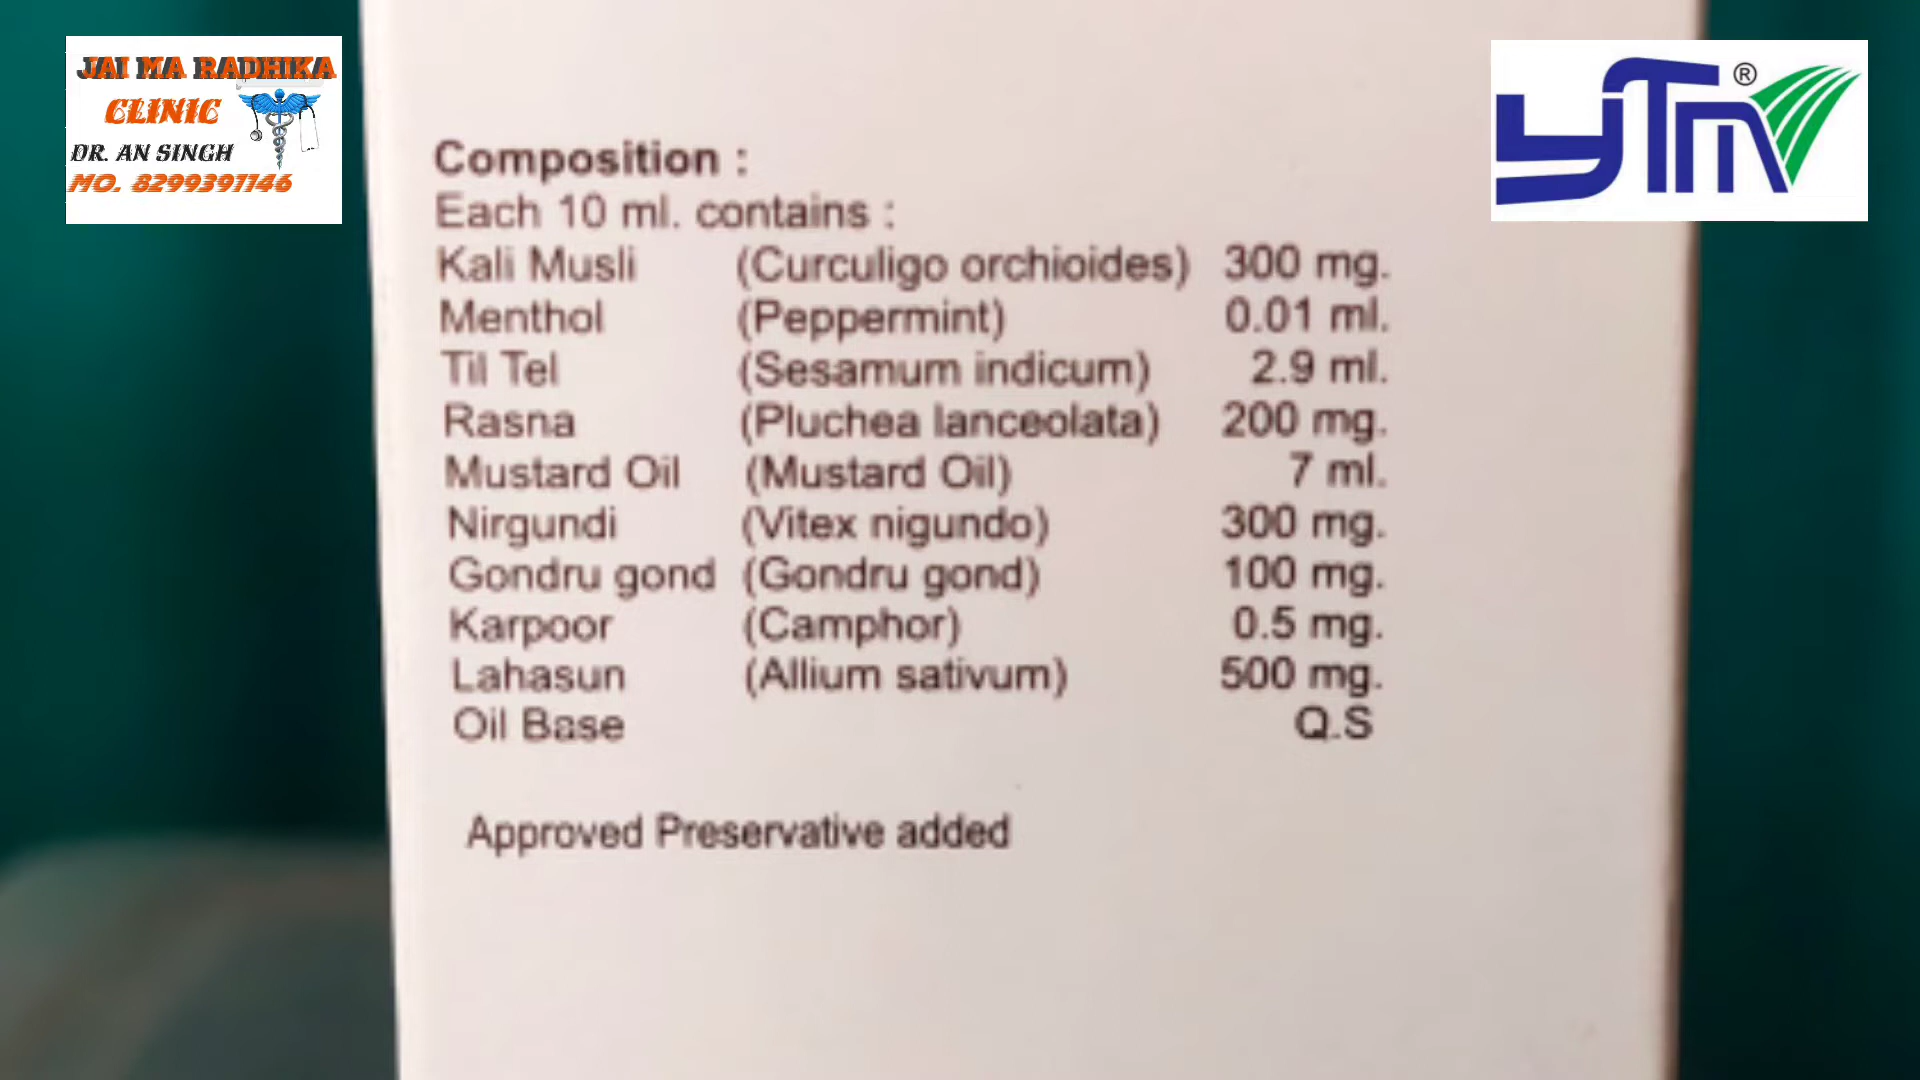 JAI MA RADHIKA
CLINIC
DR. AN SINGH
MO. 8299397746
YTM ®
Composition :
Each 10 ml. contains :
Kali Musli (Curculigo orchioides) 300 mg.
Menthol (Peppermint) 0.01 ml.
Til Tel (Sesamum indicum) 2.9 ml.
Rasna (Pluchea lanceolata) 200 mg.
Mustard Oil (Mustard Oil) 7 ml.
Nirgundi (Vitex nigundo) 300 mg.
Gondru gond (Gondru gond) 100 mg.
Karpoor (Camphor) 0.5 mg.
Lahasun (Allium sativum) 500 mg.
Oil Base Q.S
Approved Preservative added